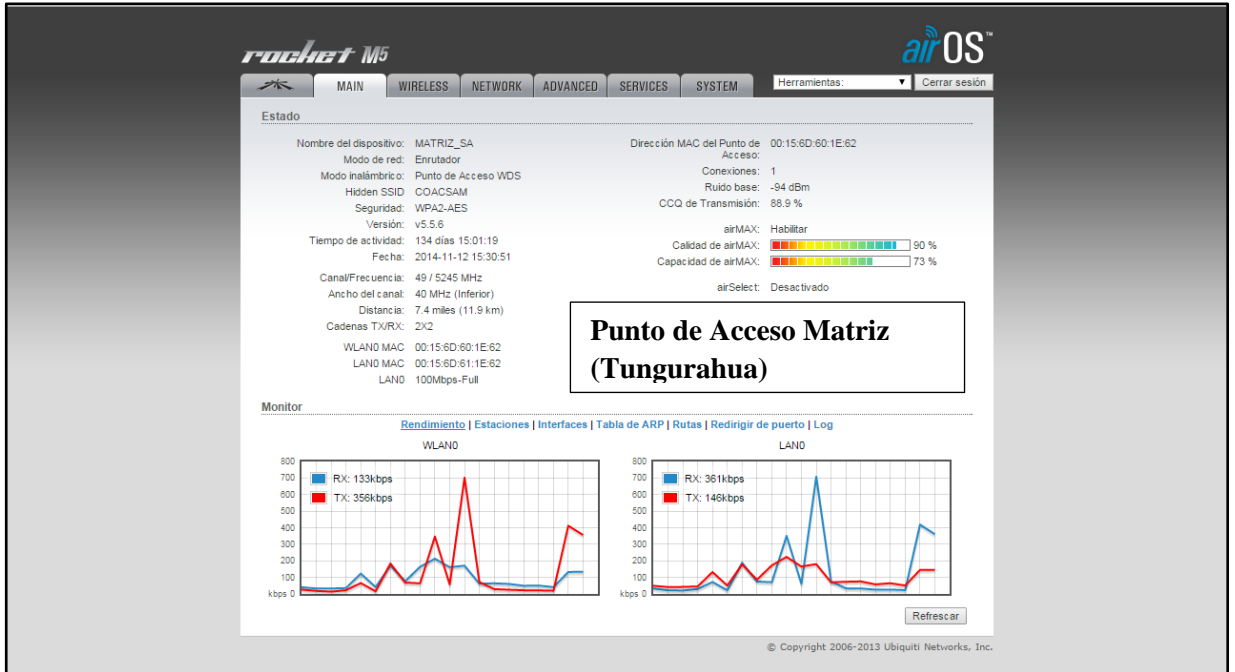 rocket M5
airOS™
MAIN WIRELESS NETWORK ADVANCED SERVICES SYSTEM Herramientas: Cerrar sesión
Estado
Nombre del dispositivo: MATRIZ_SA
Modo de red: Enrutador
Modo inalámbrico: Punto de Acceso WDS
Hidden SSID COACSAM
Seguridad: WPA2-AES
Versión: v5.5.6
Tiempo de actividad: 134 días 15:01:19
Fecha: 2014-11-12 15:30:51
Canal/Frecuencia: 49 / 5245 MHz
Ancho del canal: 40 MHz (Inferior)
Distancia: 7.4 miles (11.9 km)
Cadenas TX/RX: 2X2
WLAN0 MAC 00:15:6D:60:1E:62
LAN0 MAC 00:15:6D:61:1E:62
LAN0 100Mbps-Full
Dirección MAC del Punto de 00:15:6D:60:1E:62
Acceso:
Conexiones: 1
Ruido base: -94 dBm
CCQ de Transmisión: 88.9 %
airMAX: Habilitar
Calidad de airMAX: 90 %
Capacidad de airMAX: 73 %
airSelect: Desactivado
Punto de Acceso Matriz
(Tungurahua)
Monitor
Rendimiento | Estaciones | Interfaces | Tabla de ARP | Rutas | Redirigir de puerto | Log
WLAN0
800
700
600
500
400
300
200
100
kbps 0
RX: 133kbps
TX: 356kbps
LAN0
800
700
600
500
400
300
200
100
kbps 0
RX: 361kbps
TX: 146kbps
Refrescar
© Copyright 2006-2013 Ubiquiti Networks, Inc.